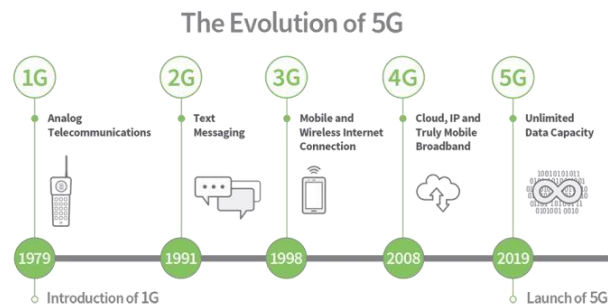 The Evolution of 5G
1G
2G
3G
4G
5G
Analog
Telecommunications
Text
Messaging
Mobile and
Wireless Internet
Connection
Cloud, IP and
Truly Mobile
Broadband
Unlimited
Data Capacity
1979
1991
1998
2008
2019
Introduction of 1G
Launch of 5G